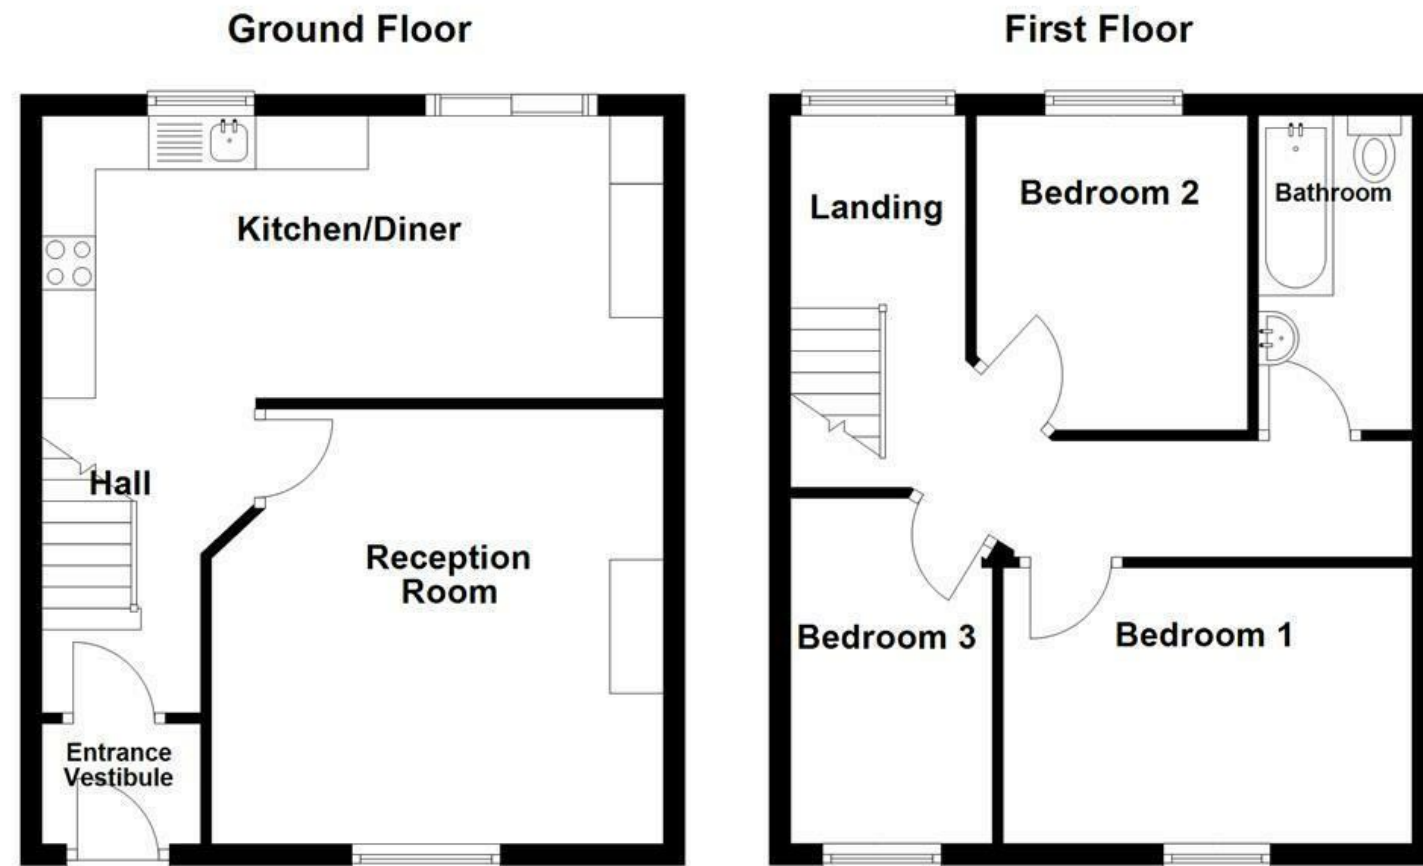 Ground Floor
Kitchen/Diner
Hall
Reception
Room
Entrance
Vestibule
First Floor
Landing
Bedroom 2
Bathroom
Bedroom 3
Bedroom 1